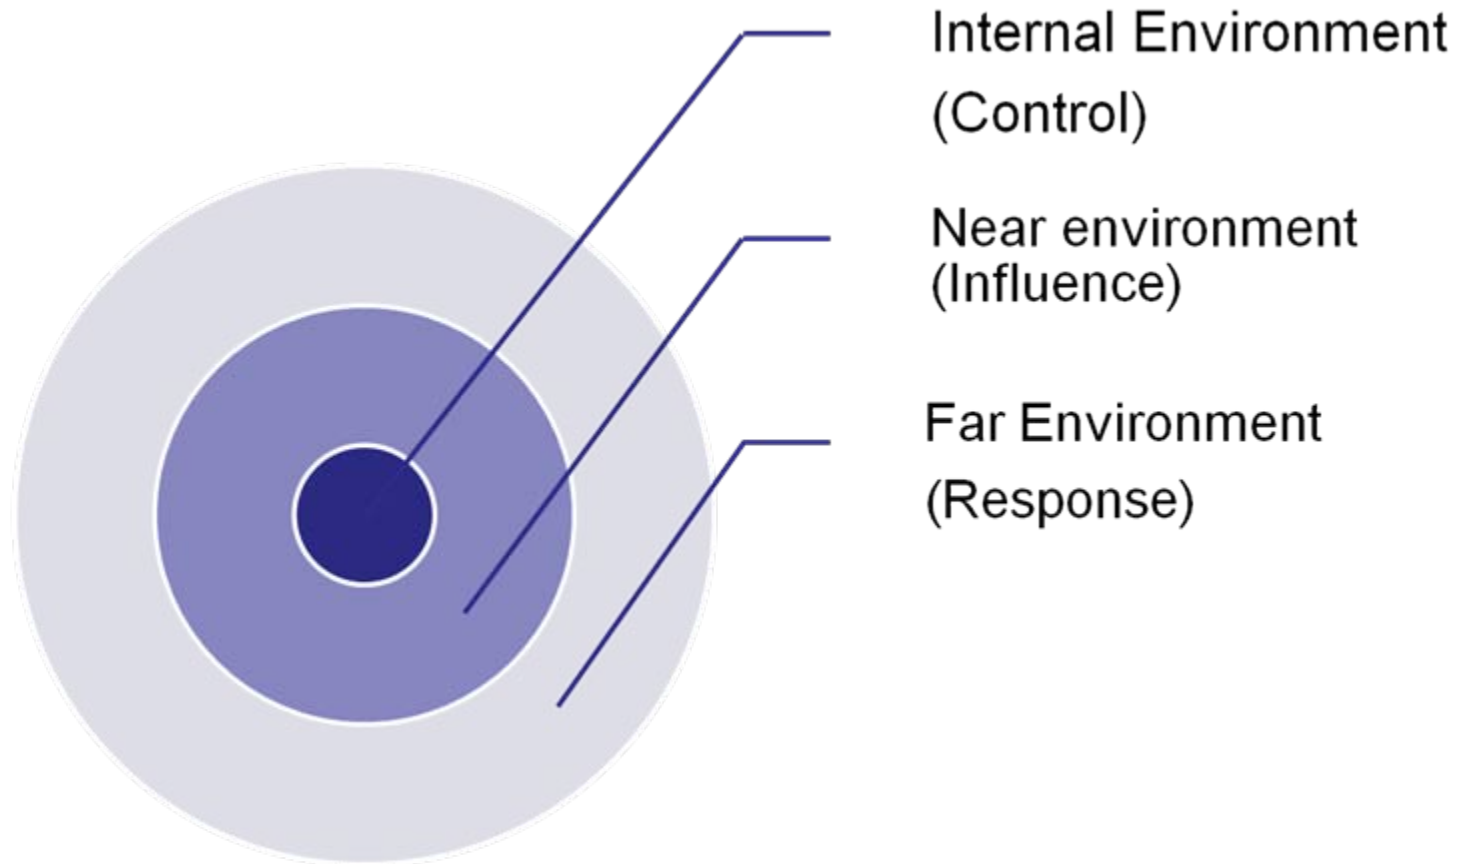 Internal Environment
(Control)
Near environment
(Influence)
Far Environment
(Response)